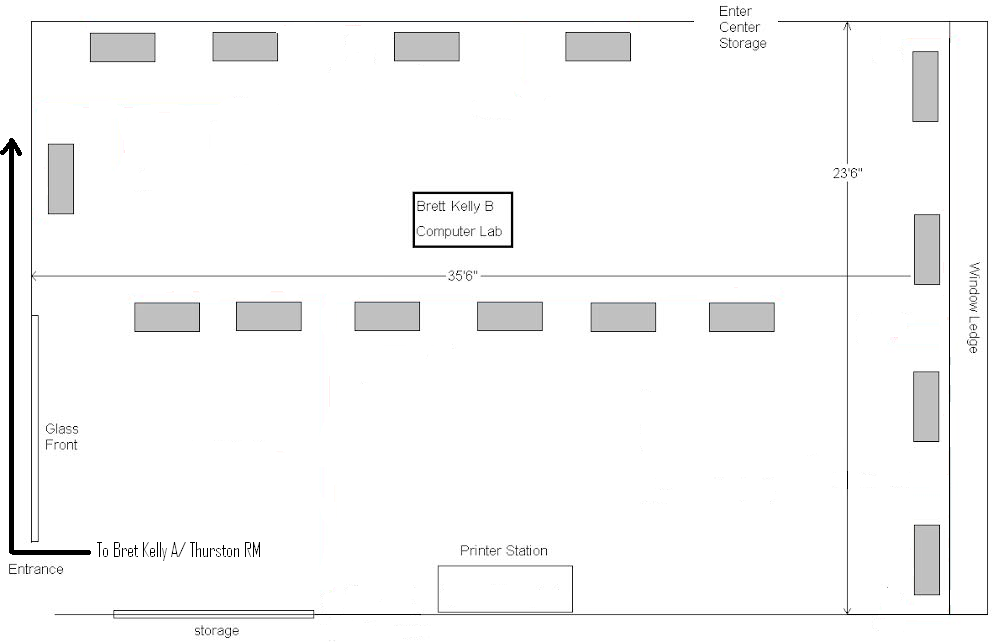 Enter
Center
Storage
23'6"
Brett Kelly B
Computer Lab
35'6"
Window Ledge
Glass
Front
To Bret Kelly A/ Thurston RM
Printer Station
Entrance
storage